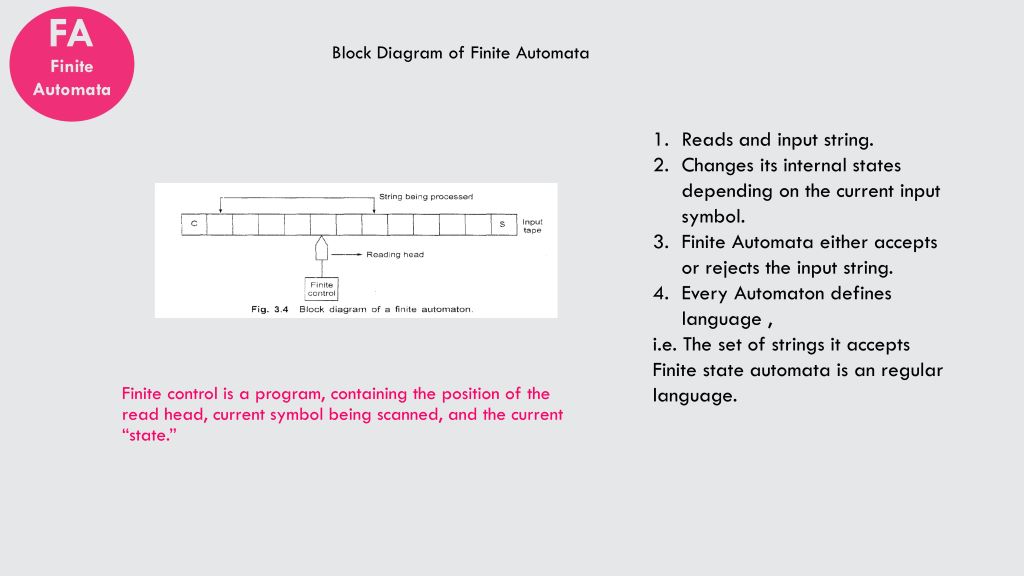 FA
Finite
Automata
Block Diagram of Finite Automata
String being processed
C
S
Input
tape
Reading head
Finite
control
Fig. 3.4 Block diagram of a finite automaton.
Finite control is a program, containing the position of the
read head, current symbol being scanned, and the current
“state.”
1. Reads and input string.
2. Changes its internal states
depending on the current input
symbol.
3. Finite Automata either accepts
or rejects the input string.
4. Every Automaton defines
language ,
i.e. The set of strings it accepts
Finite state automata is an regular
language.